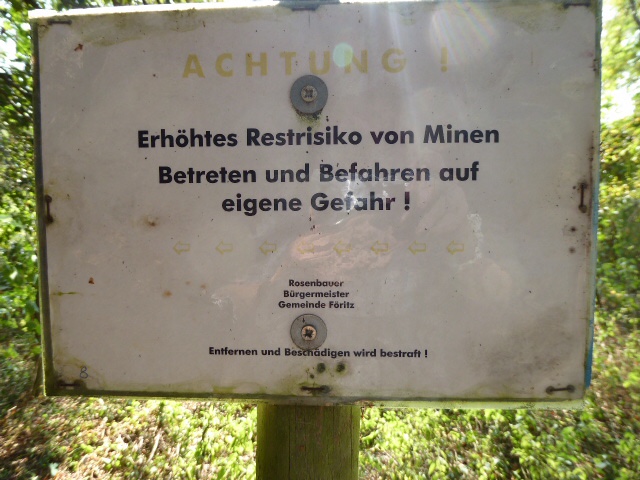 ACHTUNG !
Erhöhtes Restrisiko von Minen
Betreten und Befahren auf
eigene Gefahr !
Rosenbauer
Bürgermeister
Gemeinde Föritz
Entfernen und Beschädigen wird bestraft !
8